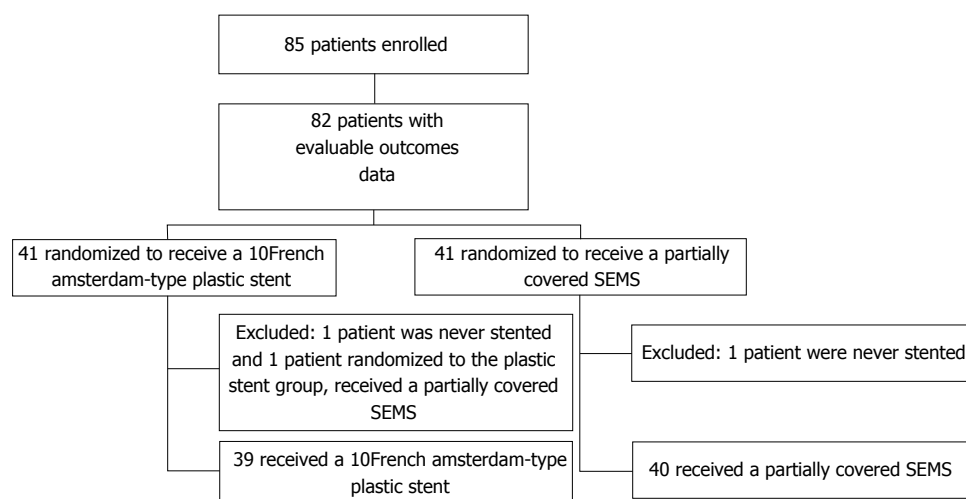 85 patients enrolled
82 patients with
evaluable outcomes
data
41 randomized to receive a 10French
amsterdam-type plastic stent
41 randomized to receive a partially
covered SEMS
Excluded: 1 patient was never stented
and 1 patient randomized to the plastic
stent group, received a partially covered
SEMS
Excluded: 1 patient were never stented
39 received a 10French amsterdam-type
plastic stent
40 received a partially covered SEMS